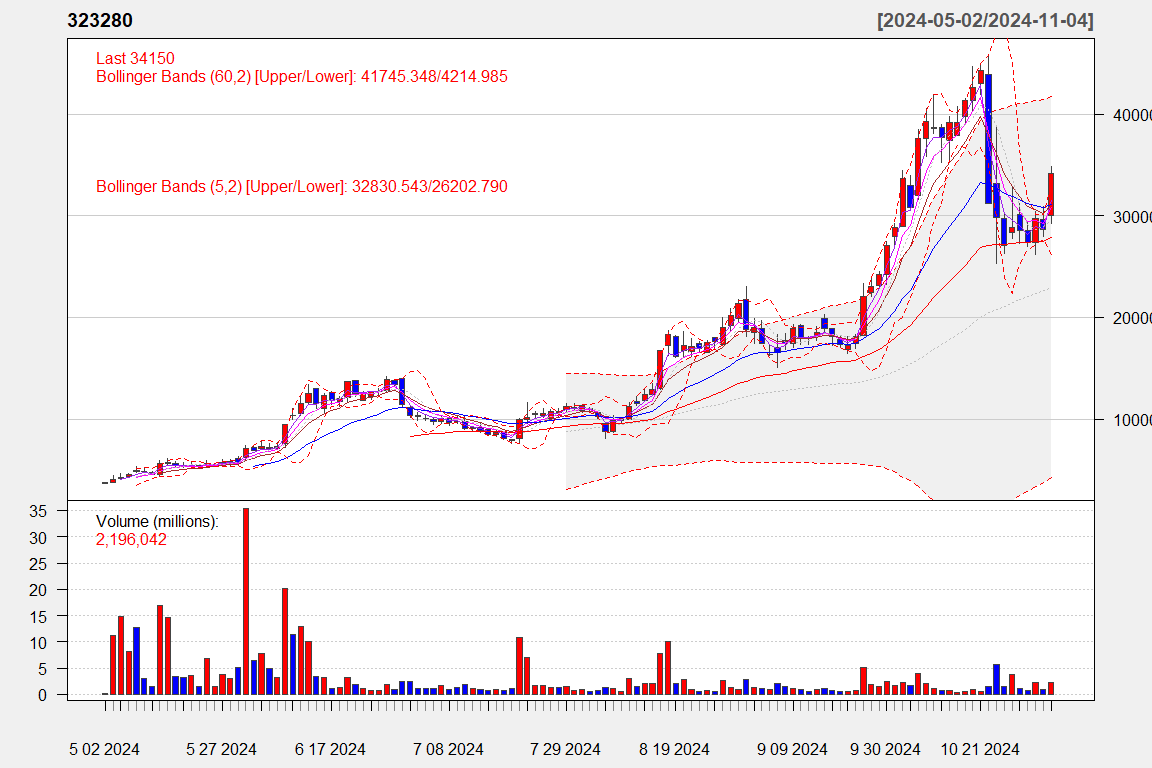 323280 [2024-05-02/2024-11-04]
Last 34150
Bollinger Bands (60,2) [Upper/Lower]: 41745.348/4214.985
Bollinger Bands (5,2) [Upper/Lower]: 32830.543/26202.790
40000
30000
20000
10000
Volume (millions):
2,196,042
35
30
25
20
15
10
5
0
5 02 2024 5 27 2024 6 17 2024 7 08 2024 7 29 2024 8 19 2024 9 09 2024 9 30 2024 10 21 2024